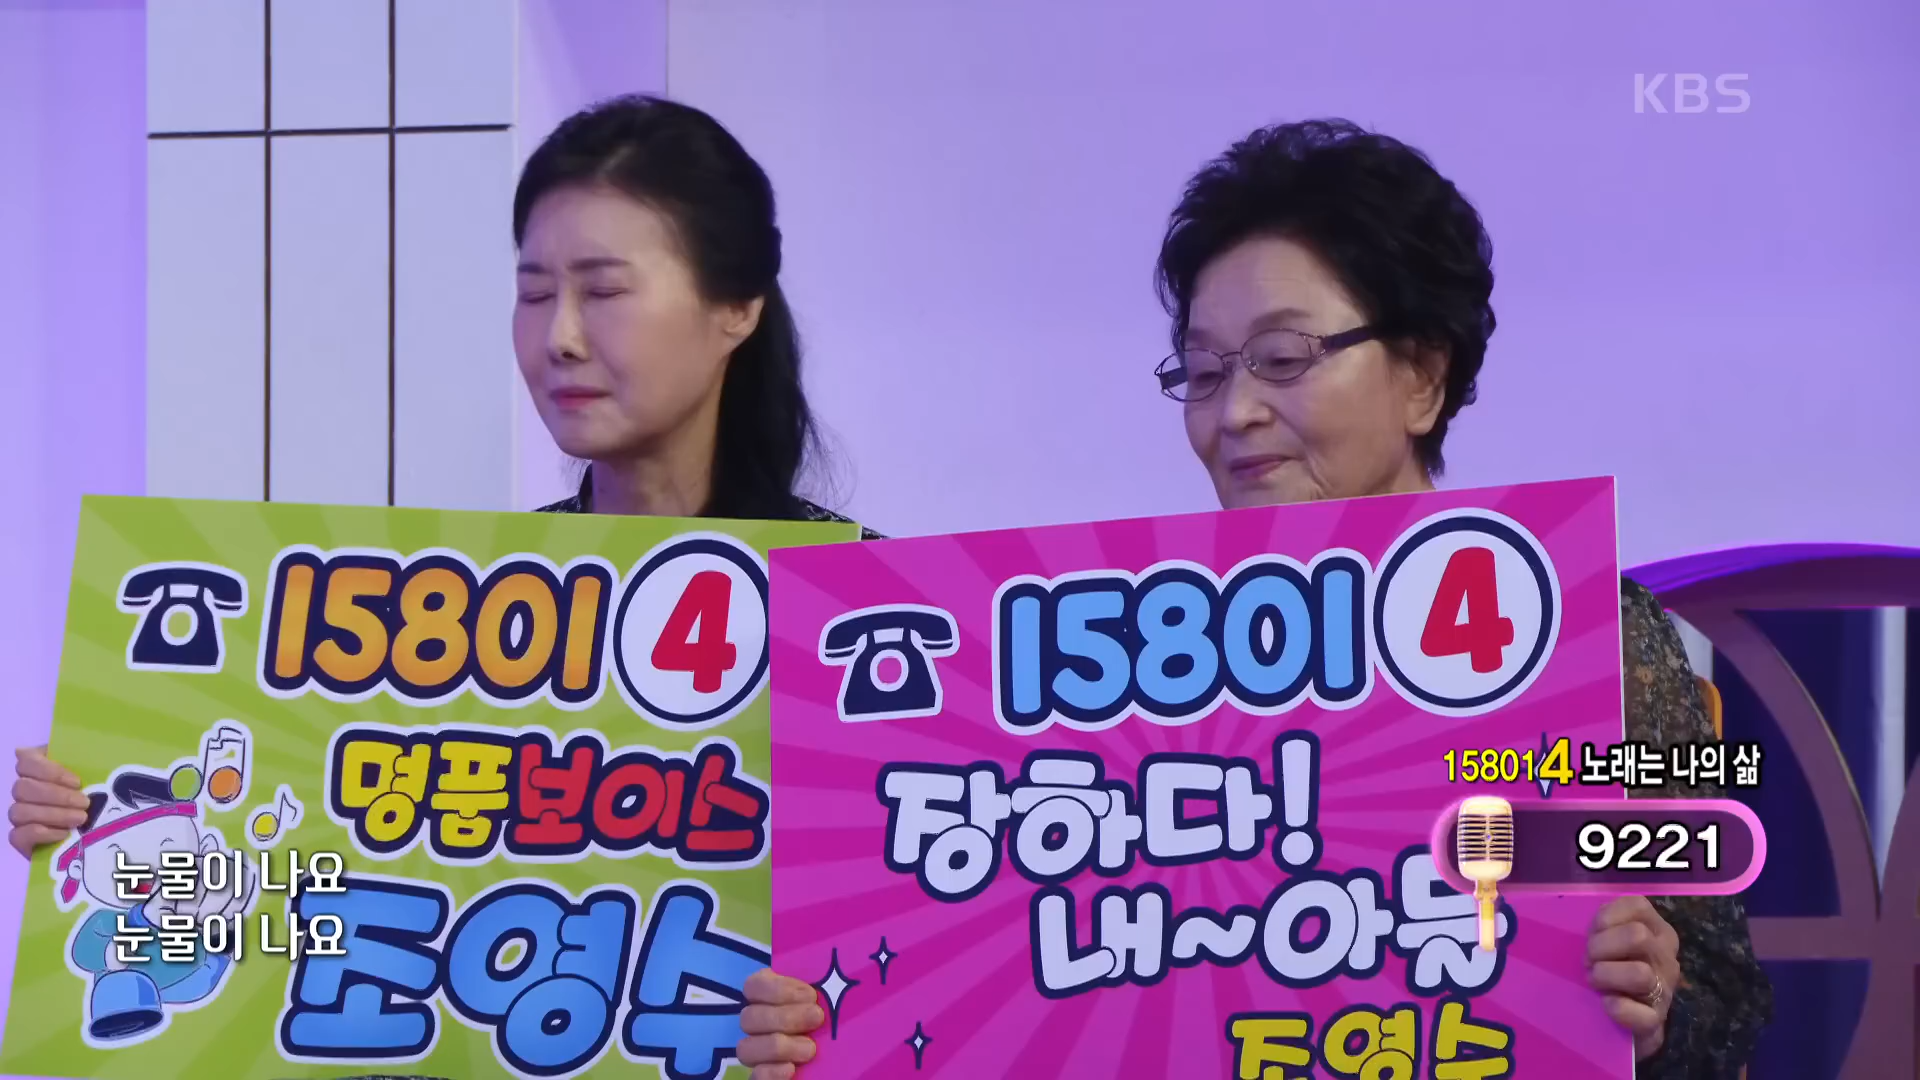 KBS
15801 4
명품보이스
조영수
15801 4
장하다!
내~아들
조영수
158014 노래는 나의 삶
9221
눈물이 나요
눈물이 나요